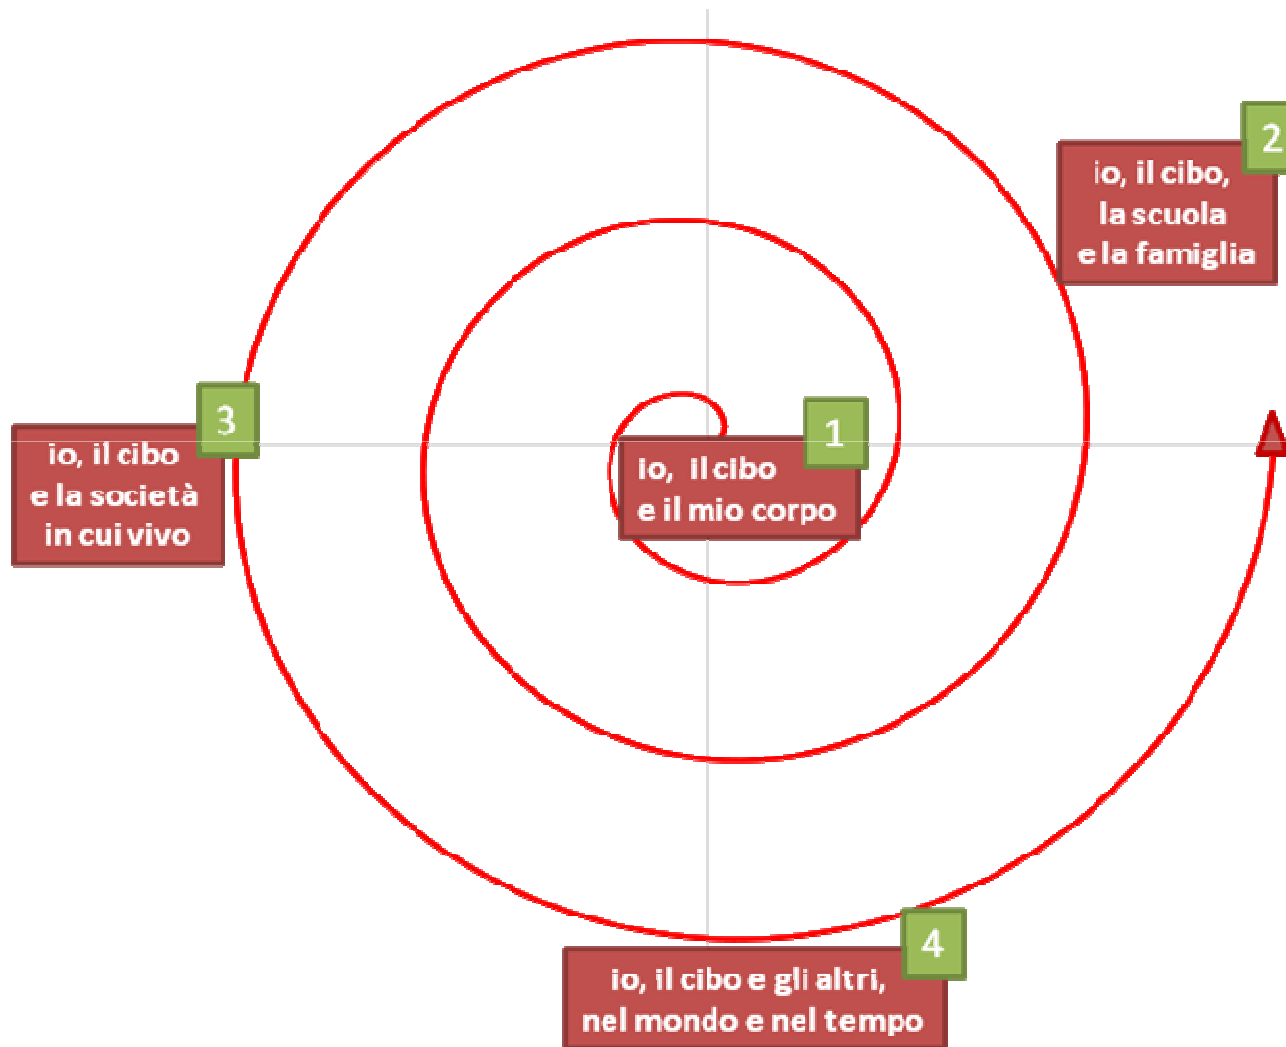 1
io, il cibo
e il mio corpo
2
io, il cibo,
la scuola
e la famiglia
3
io, il cibo
e la società
in cui vivo
4
io, il cibo e gli altri,
nel mondo e nel tempo